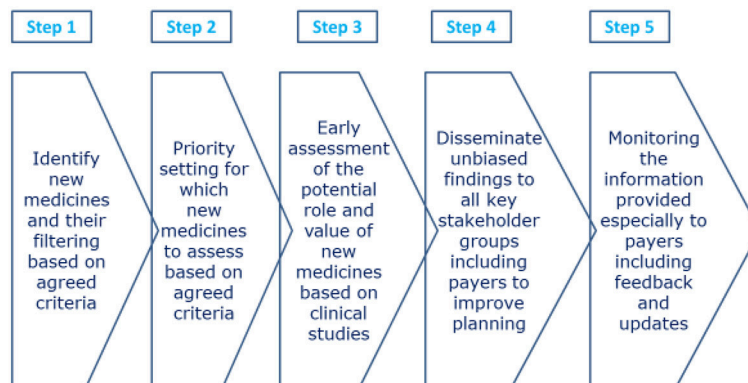 Step 1
Step 2
Step 3
Step 4
Step 5
Identify
new
medicines
and their
filtering
based on
agreed
criteria
Priority
setting for
which
new
medicines
to assess
based on
agreed
criteria
Early
assessment
of the
potential
role and
value of
new
medicines
based on
clinical
studies
Disseminate
unbiased
findings to
all key
stakeholder
groups
including
payers to
improve
planning
Monitoring
the
information
provided
especially to
payers
including
feedback
and
updates